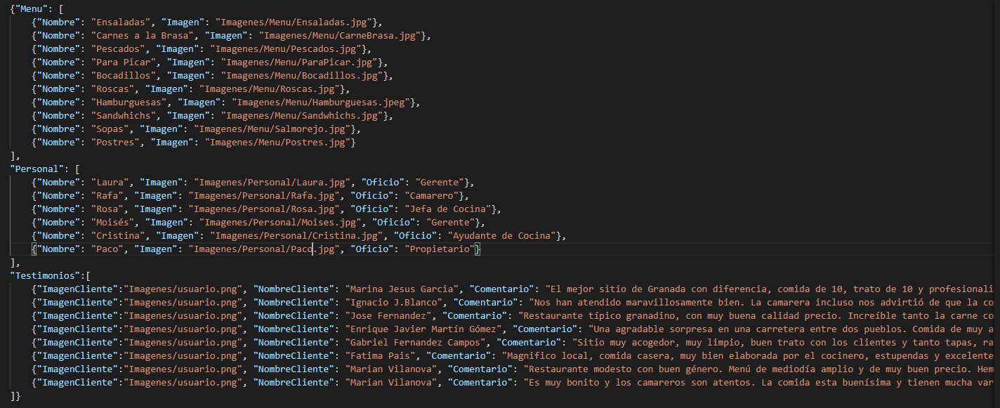 {"Menu": [
{"Nombre": "Ensaladas", "Imagen": "Imagenes/Menu/Ensaladas.jpg"},
{"Nombre": "Carnes a la Brasa", "Imagen": "Imagenes/Menu/CarneBrasa.jpg"},
{"Nombre": "Pescados", "Imagen": "Imagenes/Menu/Pescados.jpg"},
{"Nombre": "Para Picar", "Imagen": "Imagenes/Menu/ParaPicar.jpg"},
{"Nombre": "Bocadillos", "Imagen": "Imagenes/Menu/Bocadillos.jpg"},
{"Nombre": "Roscas", "Imagen": "Imagenes/Menu/Roscas.jpg"},
{"Nombre": "Hamburguesas", "Imagen": "Imagenes/Menu/Hamburguesas.jpeg"},
{"Nombre": "Sandwhichs", "Imagen": "Imagenes/Menu/Sandwhichs.jpg"},
{"Nombre": "Sopas", "Imagen": "Imagenes/Menu/Salmorejo.jpg"},
{"Nombre": "Postres", "Imagen": "Imagenes/Menu/Postres.jpg"}
],
"Personal": [
{"Nombre": "Laura", "Imagen": "Imagenes/Personal/Laura.jpg", "Oficio": "Gerente"},
{"Nombre": "Rafa", "Imagen": "Imagenes/Personal/Rafa.jpg", "Oficio": "Camarero"},
{"Nombre": "Rosa", "Imagen": "Imagenes/Personal/Rosa.jpg", "Oficio": "Jefa de Cocina"},
{"Nombre": "Moisés", "Imagen": "Imagenes/Personal/Moises.jpg", "Oficio": "Gerente"},
{"Nombre": "Cristina", "Imagen": "Imagenes/Personal/Cristina.jpg", "Oficio": "Ayudante de Cocina"},
{"Nombre": "Paco", "Imagen": "Imagenes/Personal/Paco.jpg", "Oficio": "Propietario"}
],
"Testimonios":[
{"ImagenCliente":"Imagenes/usuario.png", "NombreCliente": "Marina Jesus Garcia", "Comentario": "El mejor sitio de Granada con diferencia, comida de 10, trato de 10 y profesionali
{"ImagenCliente":"Imagenes/usuario.png", "NombreCliente": "Ignacio J.Blanco", "Comentario": "Nos han atendido maravillosamente bien. La camarera incluso nos advirtió de que la co
{"ImagenCliente":"Imagenes/usuario.png", "NombreCliente": "Jose Fernandez", "Comentario": "Restaurante típico granadino, con muy buena calidad precio. Increíble tanto la carne co
{"ImagenCliente":"Imagenes/usuario.png", "NombreCliente": "Enrique Javier Martín Gómez", "Comentario": "Una agradable sorpresa en una carretera entre dos pueblos. Comida de muy a
{"ImagenCliente":"Imagenes/usuario.png", "NombreCliente": "Gabriel Fernandez Campos", "Comentario": "Sitio muy acogedor, muy limpio, buen trato con los clientes y tanto tapas, ra
{"ImagenCliente":"Imagenes/usuario.png", "NombreCliente": "Fatima Pais", "Comentario": "Magnifico local, comida casera, muy bien elaborada por el cocinero, estupendas y excelente
{"ImagenCliente":"Imagenes/usuario.png", "NombreCliente": "Marian Vilanova", "Comentario": "Restaurante modesto con buen género. Menú de mediodía amplio y de muy buen precio. Hem
{"ImagenCliente":"Imagenes/usuario.png", "NombreCliente": "Marian Vilanova", "Comentario": "Es muy bonito y los camareros son atentos. La comida esta buenísima y tienen mucha var
]}